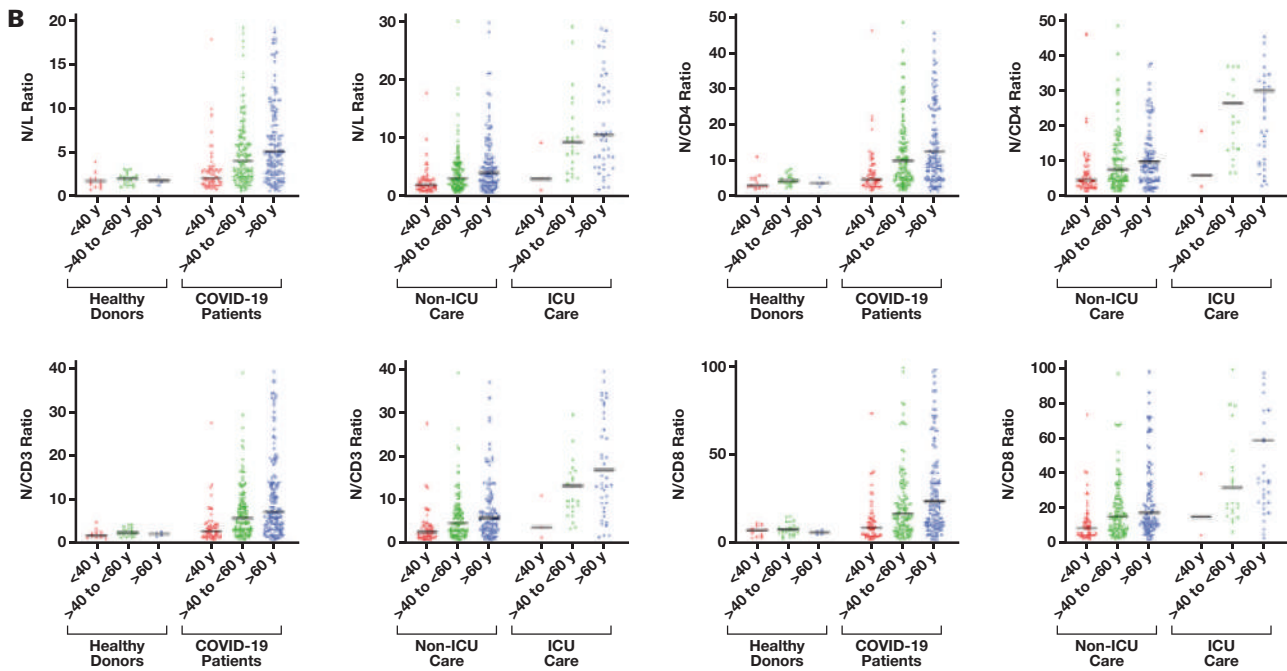 B
N/L Ratio
20
15
10
5
0
<40 y
>40 to <60 y
>60 y
<40 y
>40 to <60 y
>60 y
Healthy
Donors
COVID-19
Patients
N/L Ratio
30
20
10
0
<40 y
>40 to <60 y
>60 y
<40 y
>40 to <60 y
>60 y
Non-ICU
Care
ICU
Care
N/CD4 Ratio
50
40
30
20
10
0
<40 y
>40 to <60 y
>60 y
<40 y
>40 to <60 y
>60 y
Healthy
Donors
COVID-19
Patients
N/CD4 Ratio
50
40
30
20
10
0
<40 y
>40 to <60 y
>60 y
<40 y
>40 to <60 y
>60 y
Non-ICU
Care
ICU
Care
N/CD3 Ratio
40
30
20
10
0
<40 y
>40 to <60 y
>60 y
<40 y
>40 to <60 y
>60 y
Healthy
Donors
COVID-19
Patients
N/CD3 Ratio
40
30
20
10
0
<40 y
>40 to <60 y
>60 y
<40 y
>40 to <60 y
>60 y
Non-ICU
Care
ICU
Care
N/CD8 Ratio
100
50
0
<40 y
>40 to <60 y
>60 y
<40 y
>40 to <60 y
>60 y
Healthy
Donors
COVID-19
Patients
N/CD8 Ratio
100
80
60
40
20
0
<40 y
>40 to <60 y
>60 y
<40 y
>40 to <60 y
>60 y
Non-ICU
Care
ICU
Care